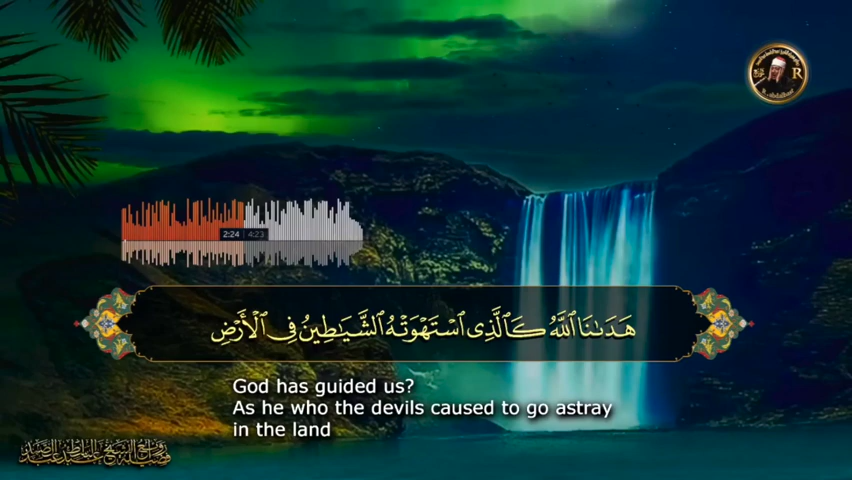 2:24 4:23
هَدَىٰنَا ٱللَّهُ كَٱلَّذِى ٱسْتَهْوَتْهُ ٱلشَّيَـٰطِينُ فِى ٱلْأَرْضِ
God has guided us?
As he who the devils caused to go astray
in the land